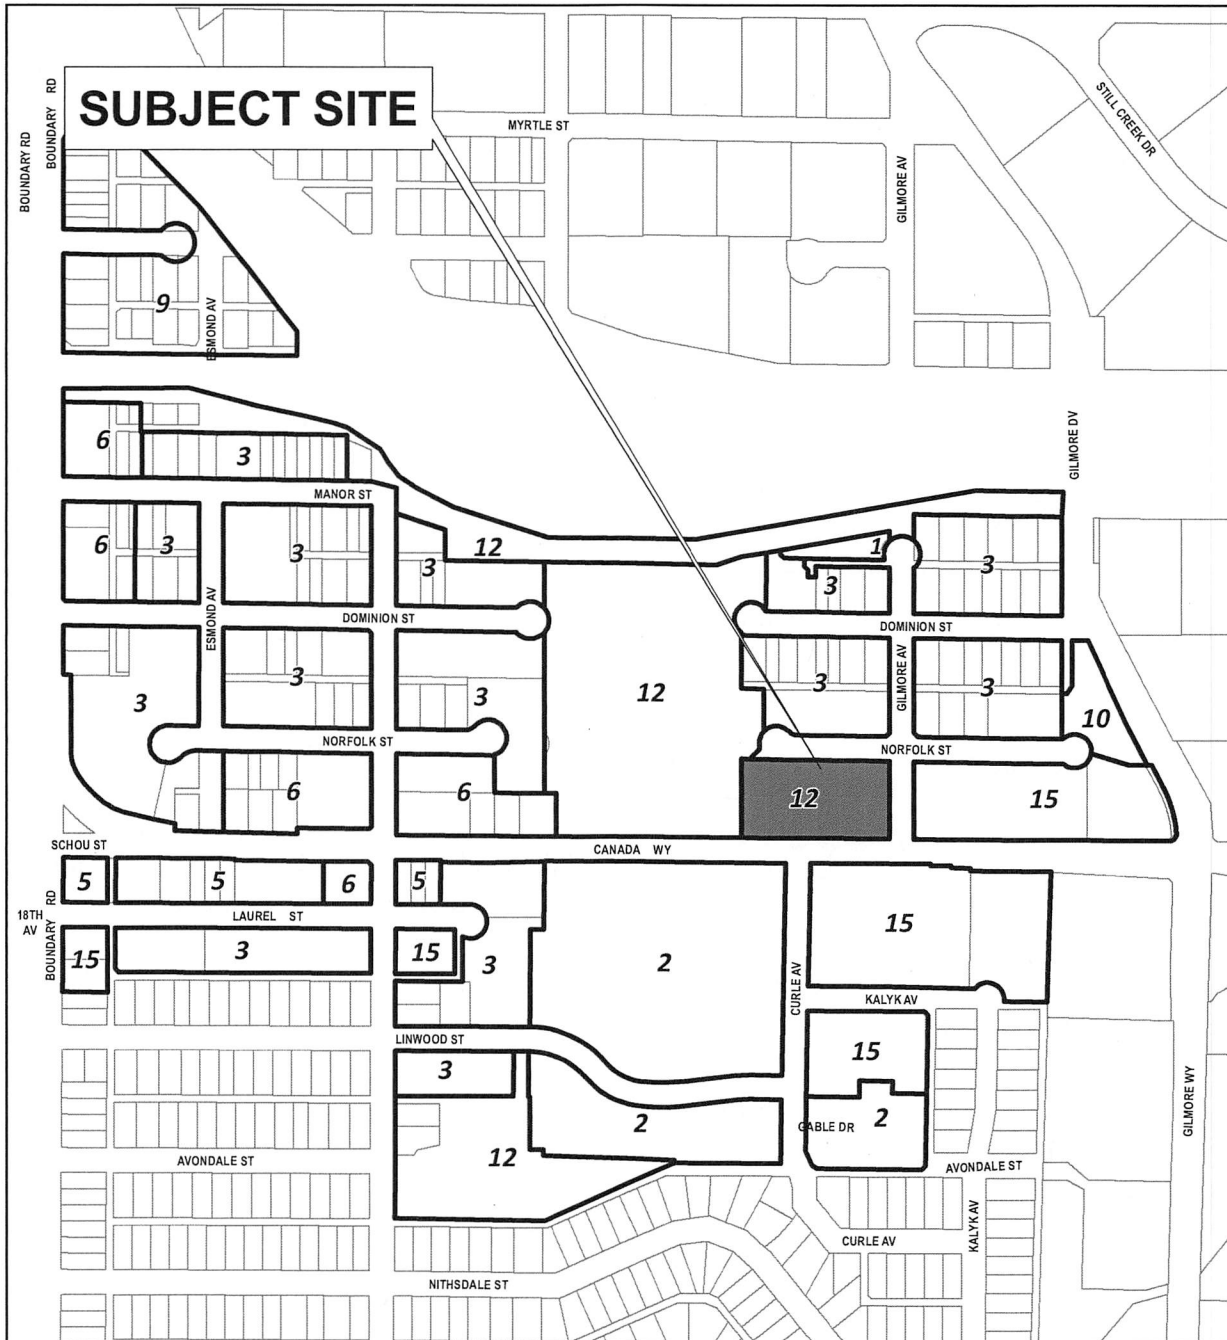 SUBJECT SITE
BOUNDARY RD
BOUNDARY RD
MYRTLE ST
STILL CREEK DR
GILMORE AV
9
ESMOND AV
GILMORE DV
6
3
MANOR ST
6
3
3
3
12
1
3
3
ESMOND AV
DOMINION ST
DOMINION ST
3
3
3
12
3
GILMORE AV
3
10
NORFOLK ST
NORFOLK ST
6
6
12
15
SCHOU ST
CANADA WY
5
5
6
5
18TH
AV
BOUNDARY RD
LAUREL ST
15
3
15
3
2
CURLE AV
15
KALYK AV
LINWOOD ST
3
15
2
GABLE DR
2
GILMORE WY
AVONDALE ST
12
AVONDALE ST
KALYK AV
CURLE AV
NITHSDALE ST